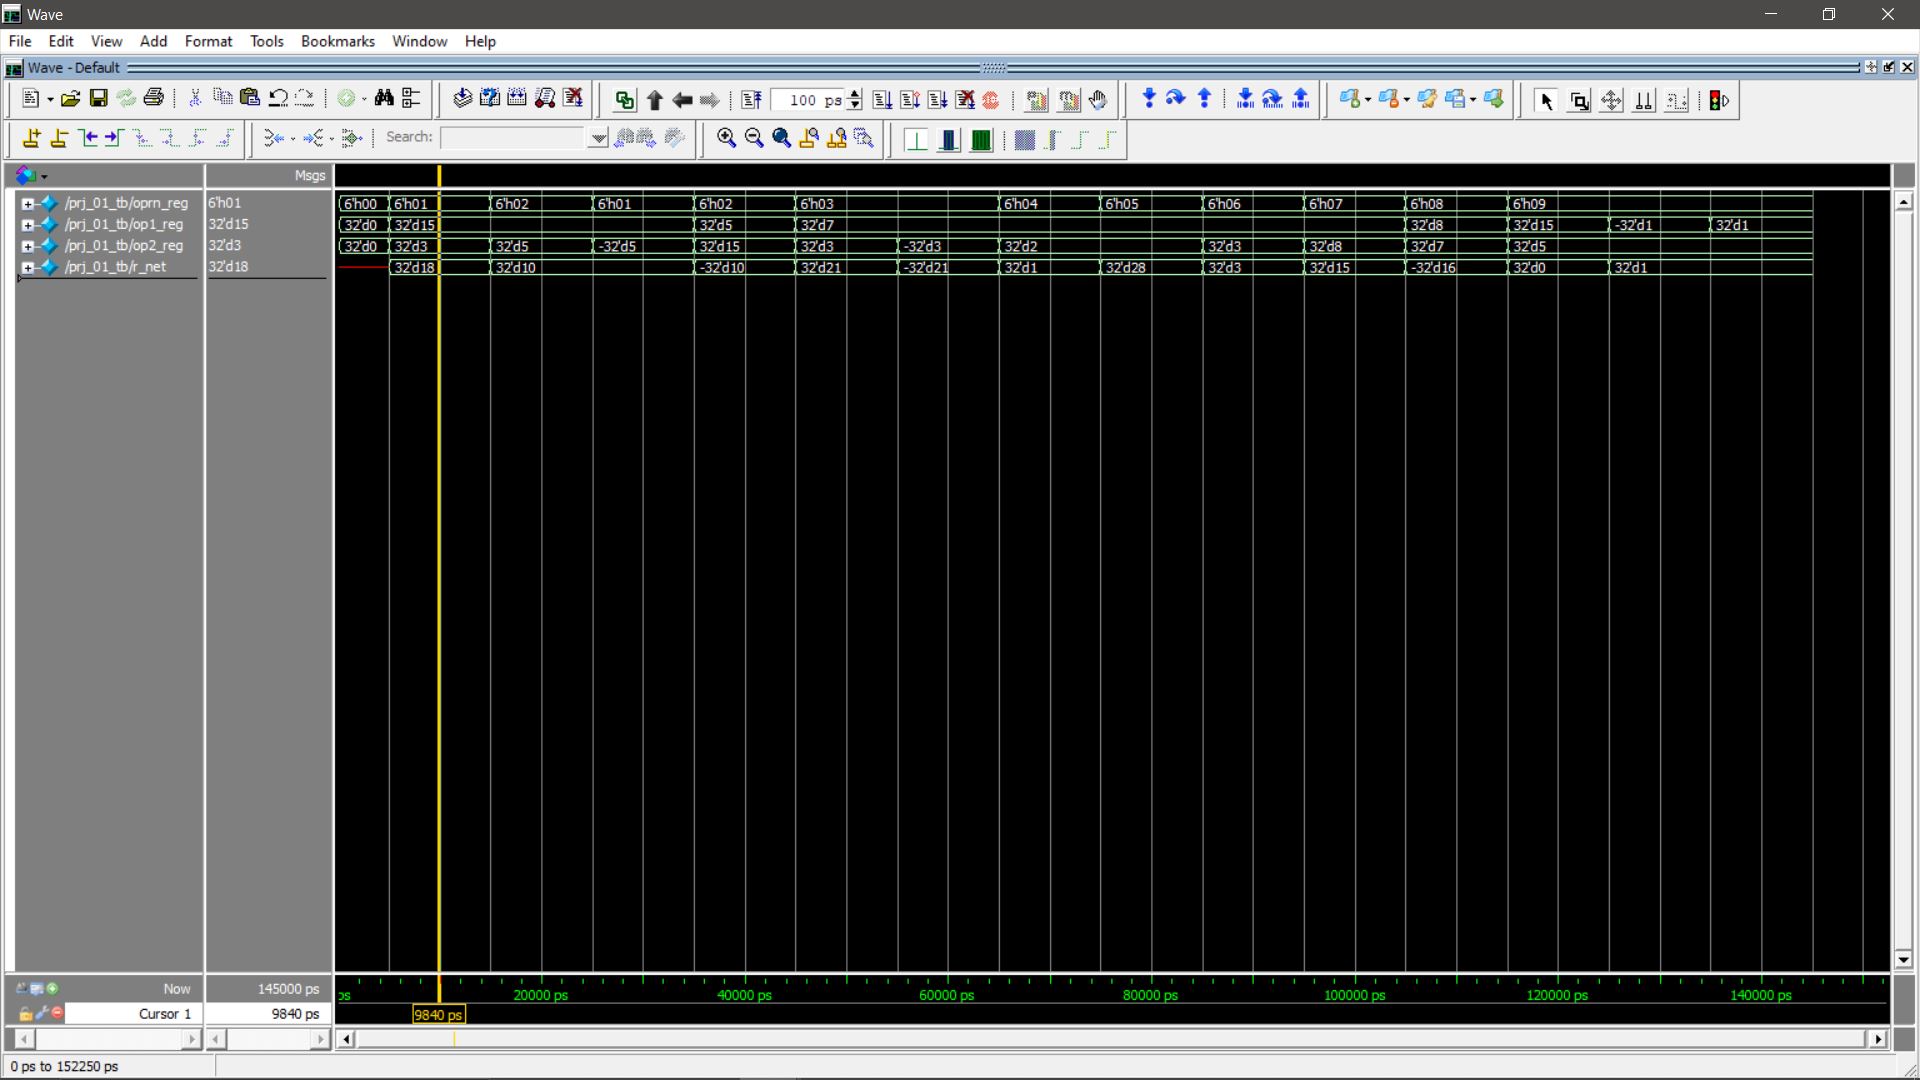 Wave
File Edit View Add Format Tools Bookmarks Window Help
Wave - Default
100 ps
Search:
Msgs
/prj_01_tb/oprn_reg 6'h01 6'h00 6'h01 6'h02 6'h01 6'h02 6'h03 6'h04 6'h05 6'h06 6'h07 6'h08 6'h09
/prj_01_tb/op1_reg 32'd15 32'd0 32'd15 32'd5 32'd7 32'd8 32'd15 -32'd1 32'd1
/prj_01_tb/op2_reg 32'd3 32'd0 32'd3 32'd5 -32'd5 32'd15 32'd3 -32'd3 32'd2 32'd3 32'd8 32'd7 32'd5
/prj_01_tb/r_net 32'd18 32'd18 32'd10 -32'd10 32'd21 -32'd21 32'd1 32'd28 32'd3 32'd15 -32'd16 32'd0 32'd1
Now 145000 ps ps 20000 ps 40000 ps 60000 ps 80000 ps 100000 ps 120000 ps 140000 ps
Cursor 1 9840 ps 9840 ps
0 ps to 152250 ps